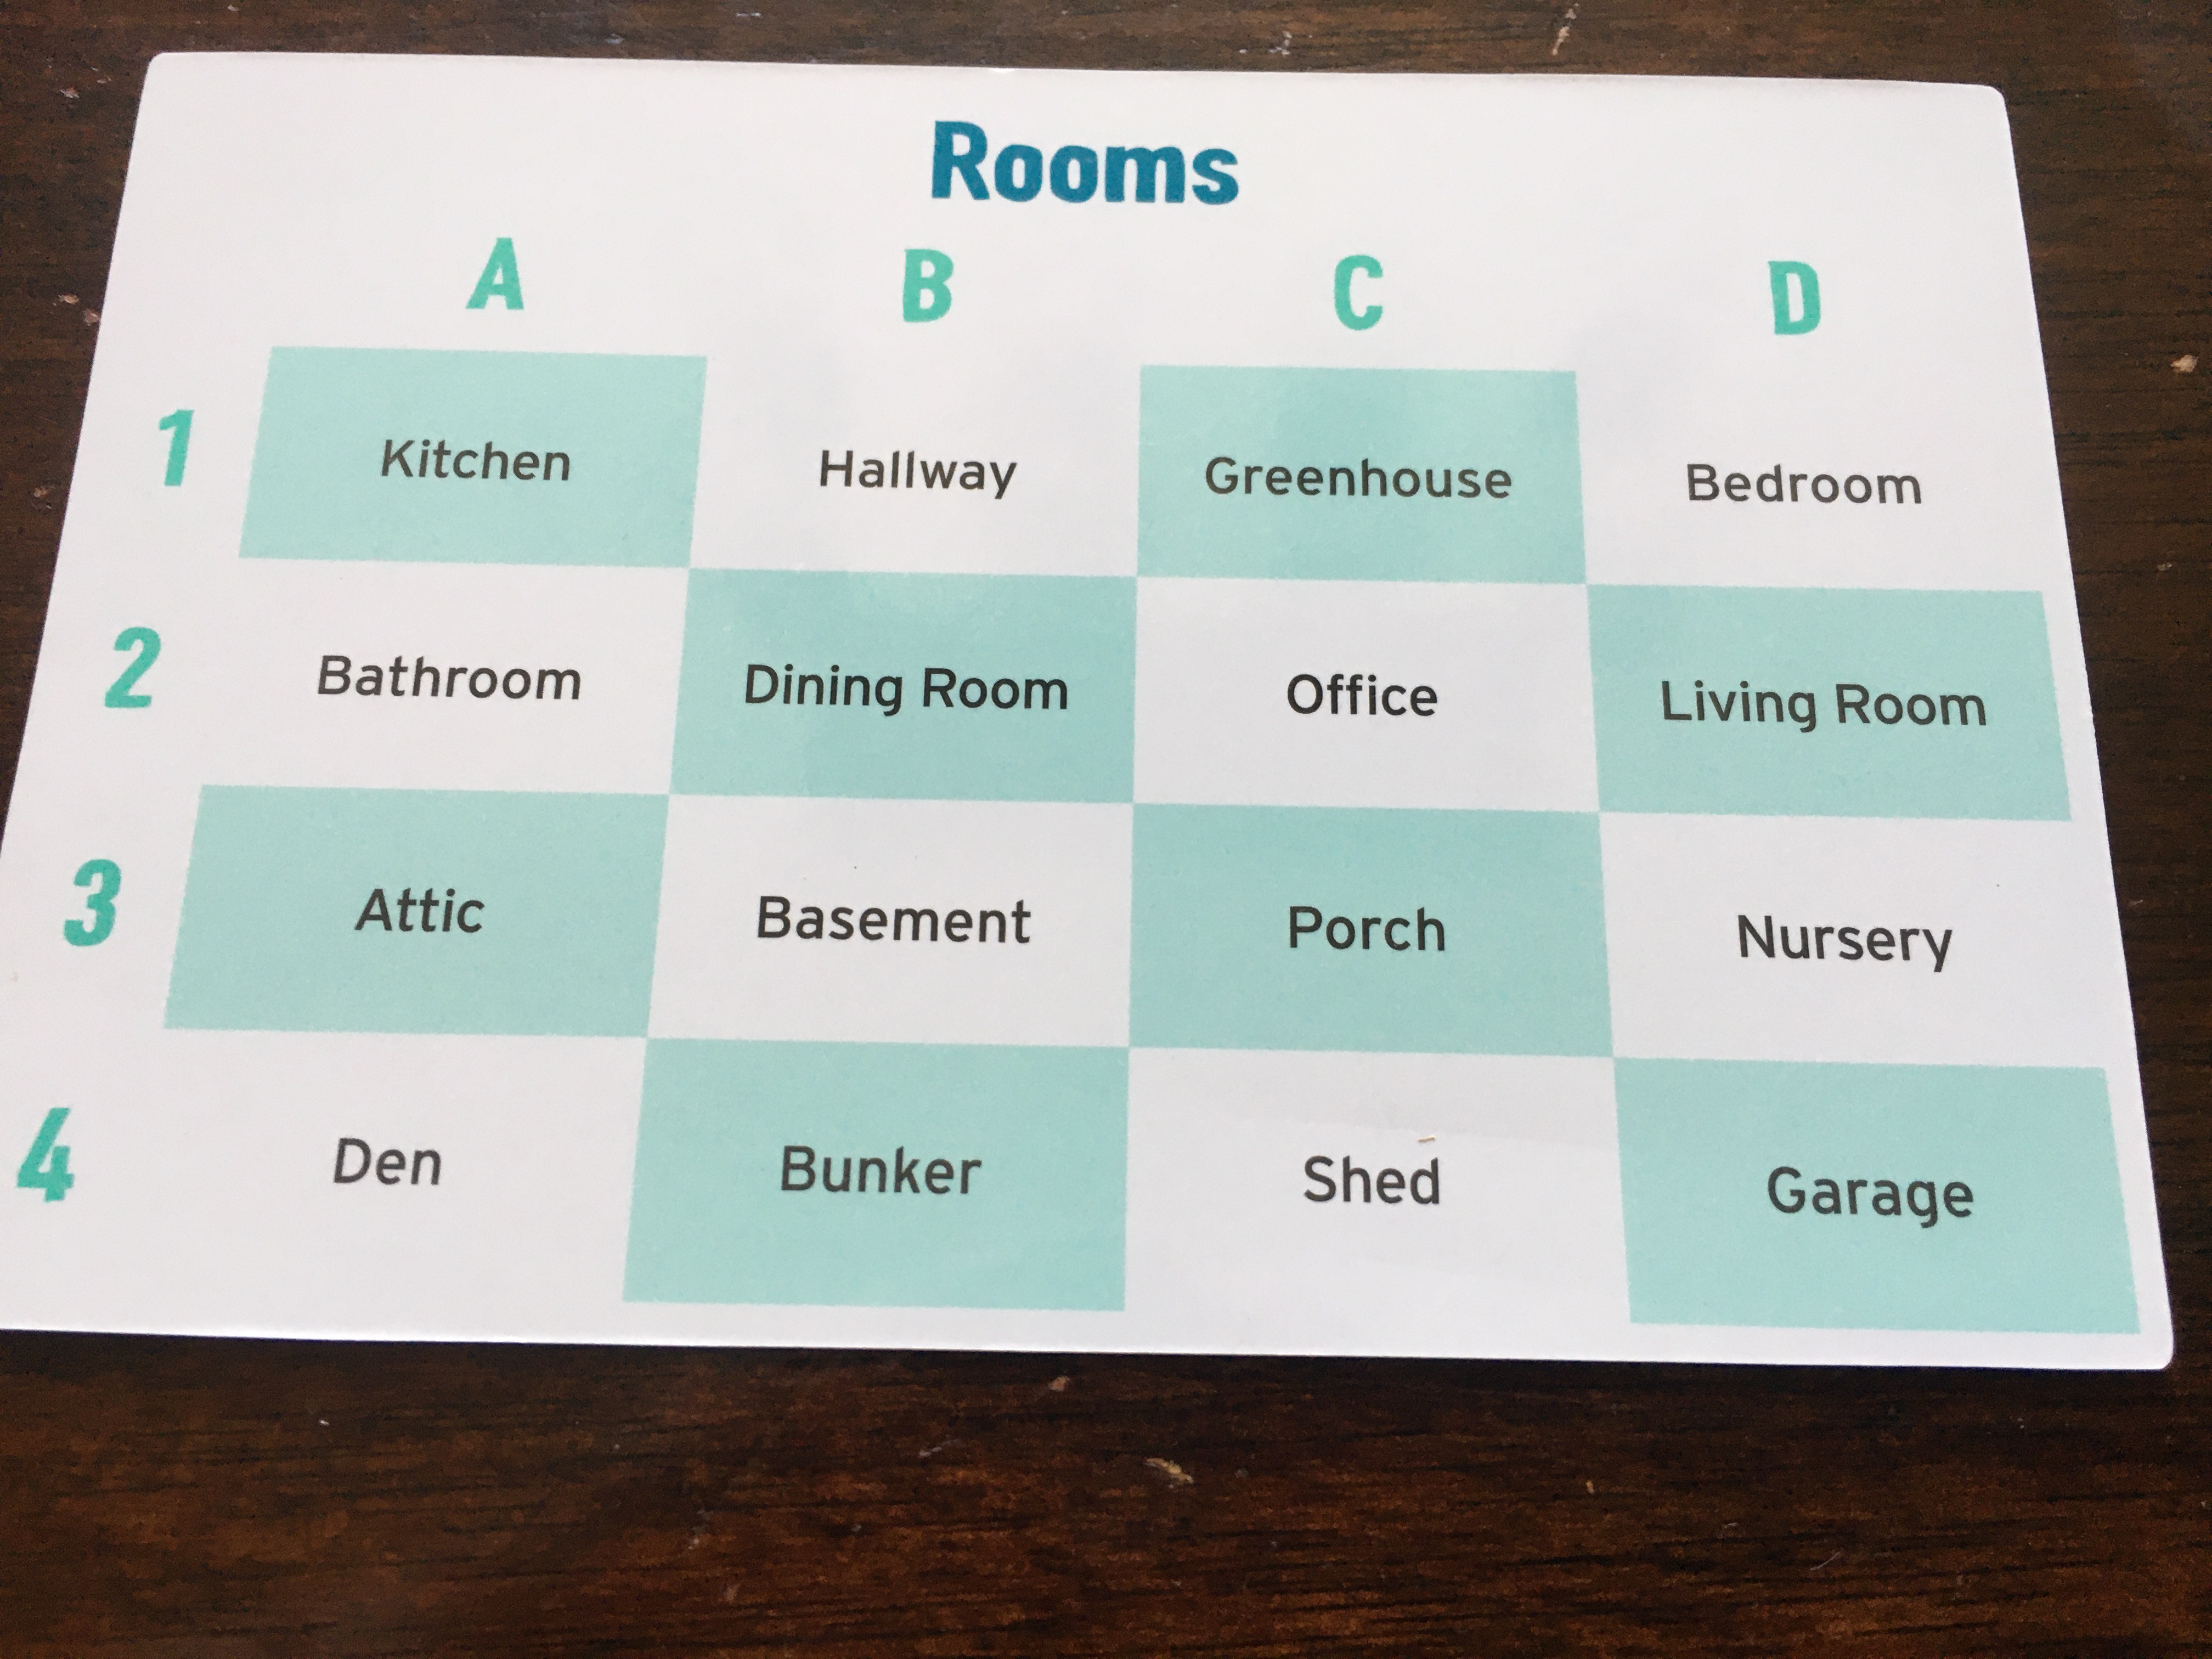 Rooms
A B C D
1 Kitchen Hallway Greenhouse Bedroom
2 Bathroom Dining Room Office Living Room
3 Attic Basement Porch Nursery
4 Den Bunker Shed Garage